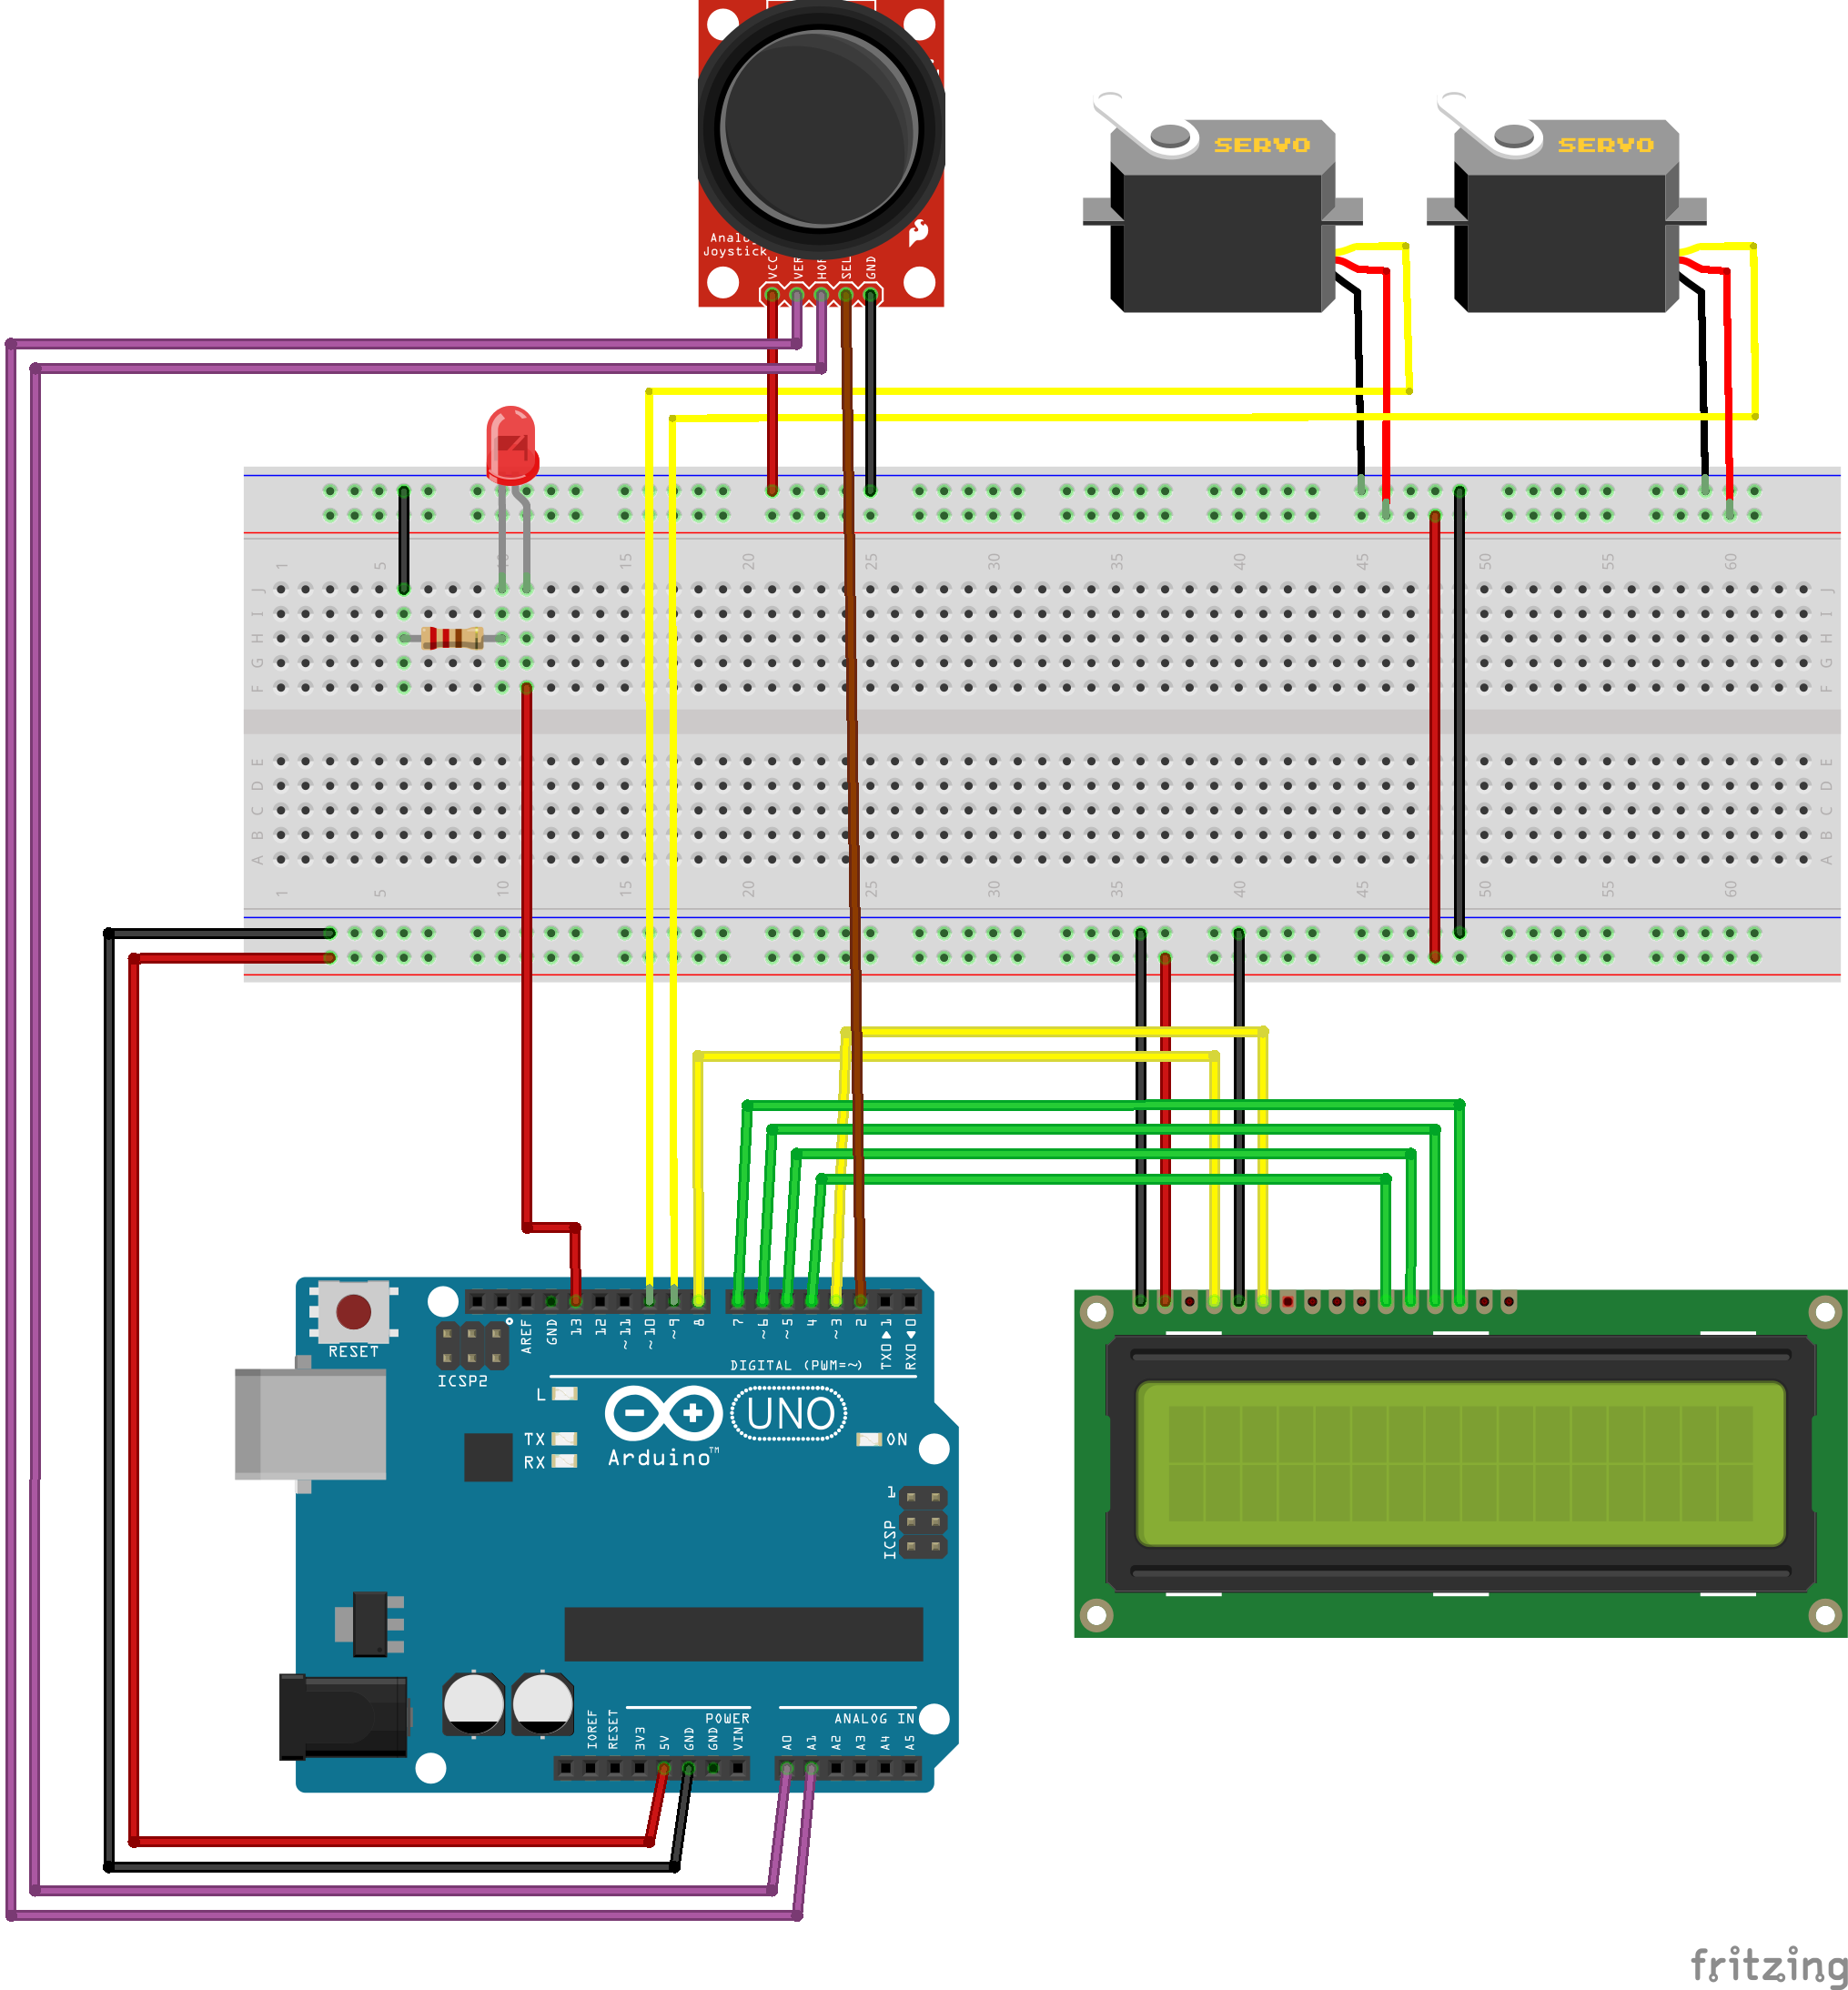 Analog
Joystick
VCC
VER
HOR
SEL
GND
SERVO
SERVO
1 5 10 15 20 25 30 35 40 45 50 55 60
J J
I I
H H
G G
F F
E E
D D
C C
B B
A A
1 5 10 15 20 25 30 35 40 45 50 55 60
RESET
ICSP2
AREF
GND
13
12
~11
~10
~9
8
7
~6
~5
4
~3
2
TX0▶1
RX0◀0
DIGITAL (PWM=~)
L
TX
RX
UNO
ON
Arduino™
1
ICSP
IOREF
RESET
3V3
5V
GND
GND
VIN
POWER
A0
A1
A2
A3
A4
A5
ANALOG IN
fritzing